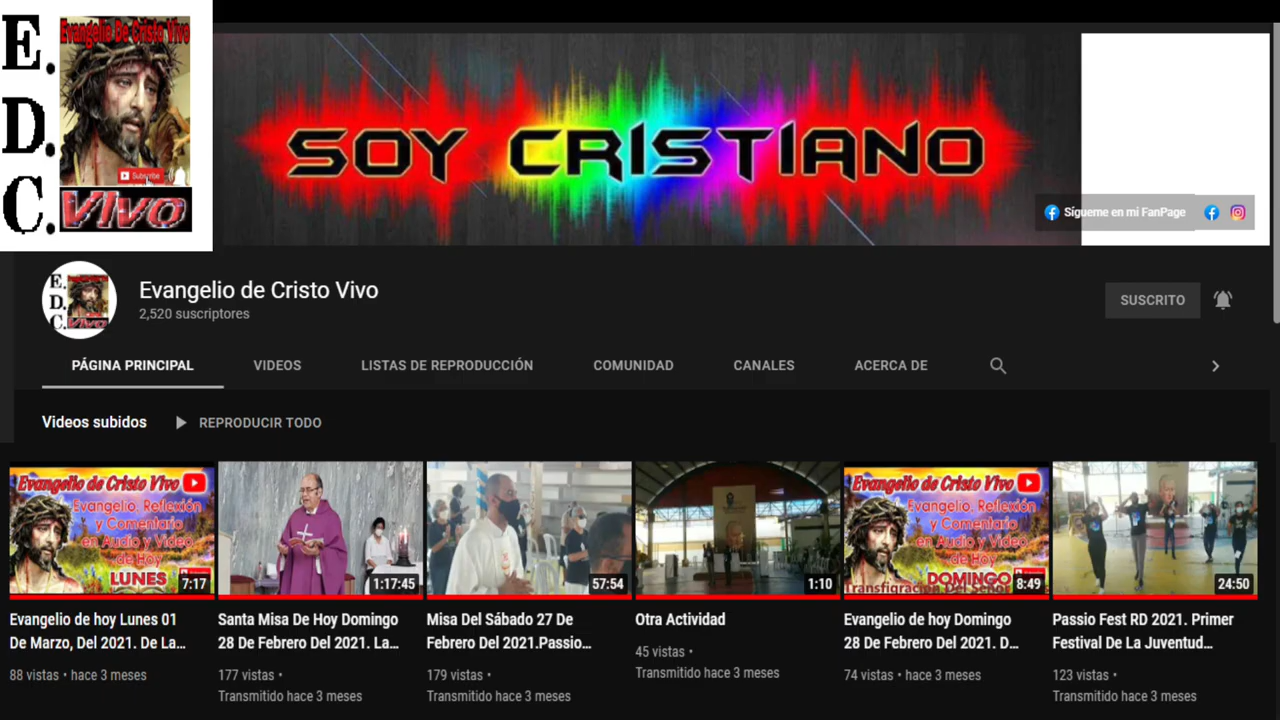 E.
D.
C.
Evangelio De Cristo Vivo
Subscribe
Vivo
SOY CRISTIANO
Sígueme en mi FanPage
E.
D.
C.
Vivo
Evangelio de Cristo Vivo
2,520 suscriptores
SUSCRITO
PÁGINA PRINCIPAL
VIDEOS
LISTAS DE REPRODUCCIÓN
COMUNIDAD
CANALES
ACERCA DE
Videos subidos
REPRODUCIR TODO
Evangelio de Cristo Vivo
Evangelio, Reflexión
y Comentario
en Audio y Video
de Hoy
LUNES
7:17
Evangelio de hoy Lunes 01
De Marzo, Del 2021. De La...
88 vistas • hace 3 meses
1:17:45
Santa Misa De Hoy Domingo
28 De Febrero Del 2021. La...
177 vistas •
Transmitido hace 3 meses
57:54
Misa Del Sábado 27 De
Febrero Del 2021.Passio...
179 vistas •
Transmitido hace 3 meses
1:10
Otra Actividad
45 vistas •
Transmitido hace 3 meses
Evangelio de Cristo Vivo
Evangelio, Reflexión
y Comentario
en Audio y Video
de Hoy
DOMINGO
Transfigración Del Señor
8:49
Evangelio de hoy Domingo
28 De Febrero Del 2021. D...
74 vistas • hace 3 meses
24:50
Passio Fest RD 2021. Primer
Festival De La Juventud...
123 vistas •
Transmitido hace 3 meses